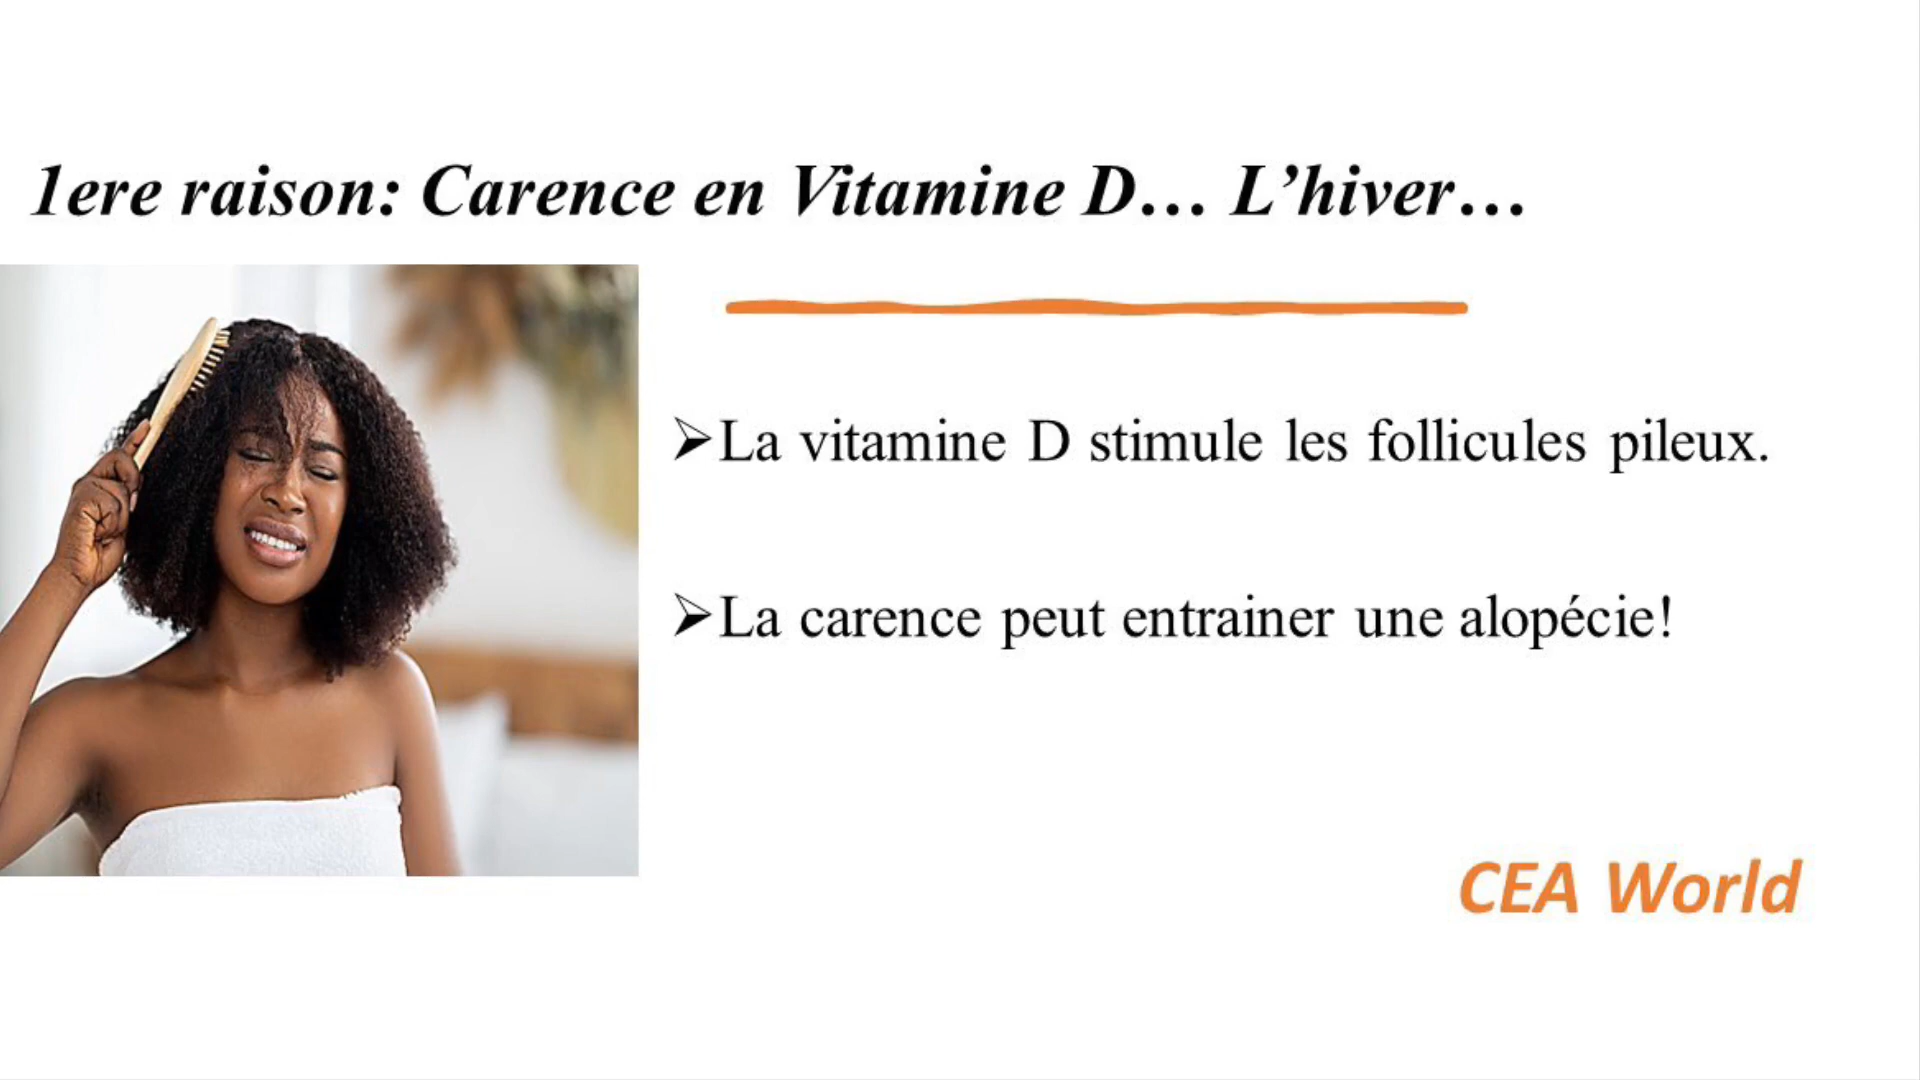 1ere raison: Carence en Vitamine D… L’hiver…
➢La vitamine D stimule les follicules pileux.
➢La carence peut entrainer une alopécie!
CEA World